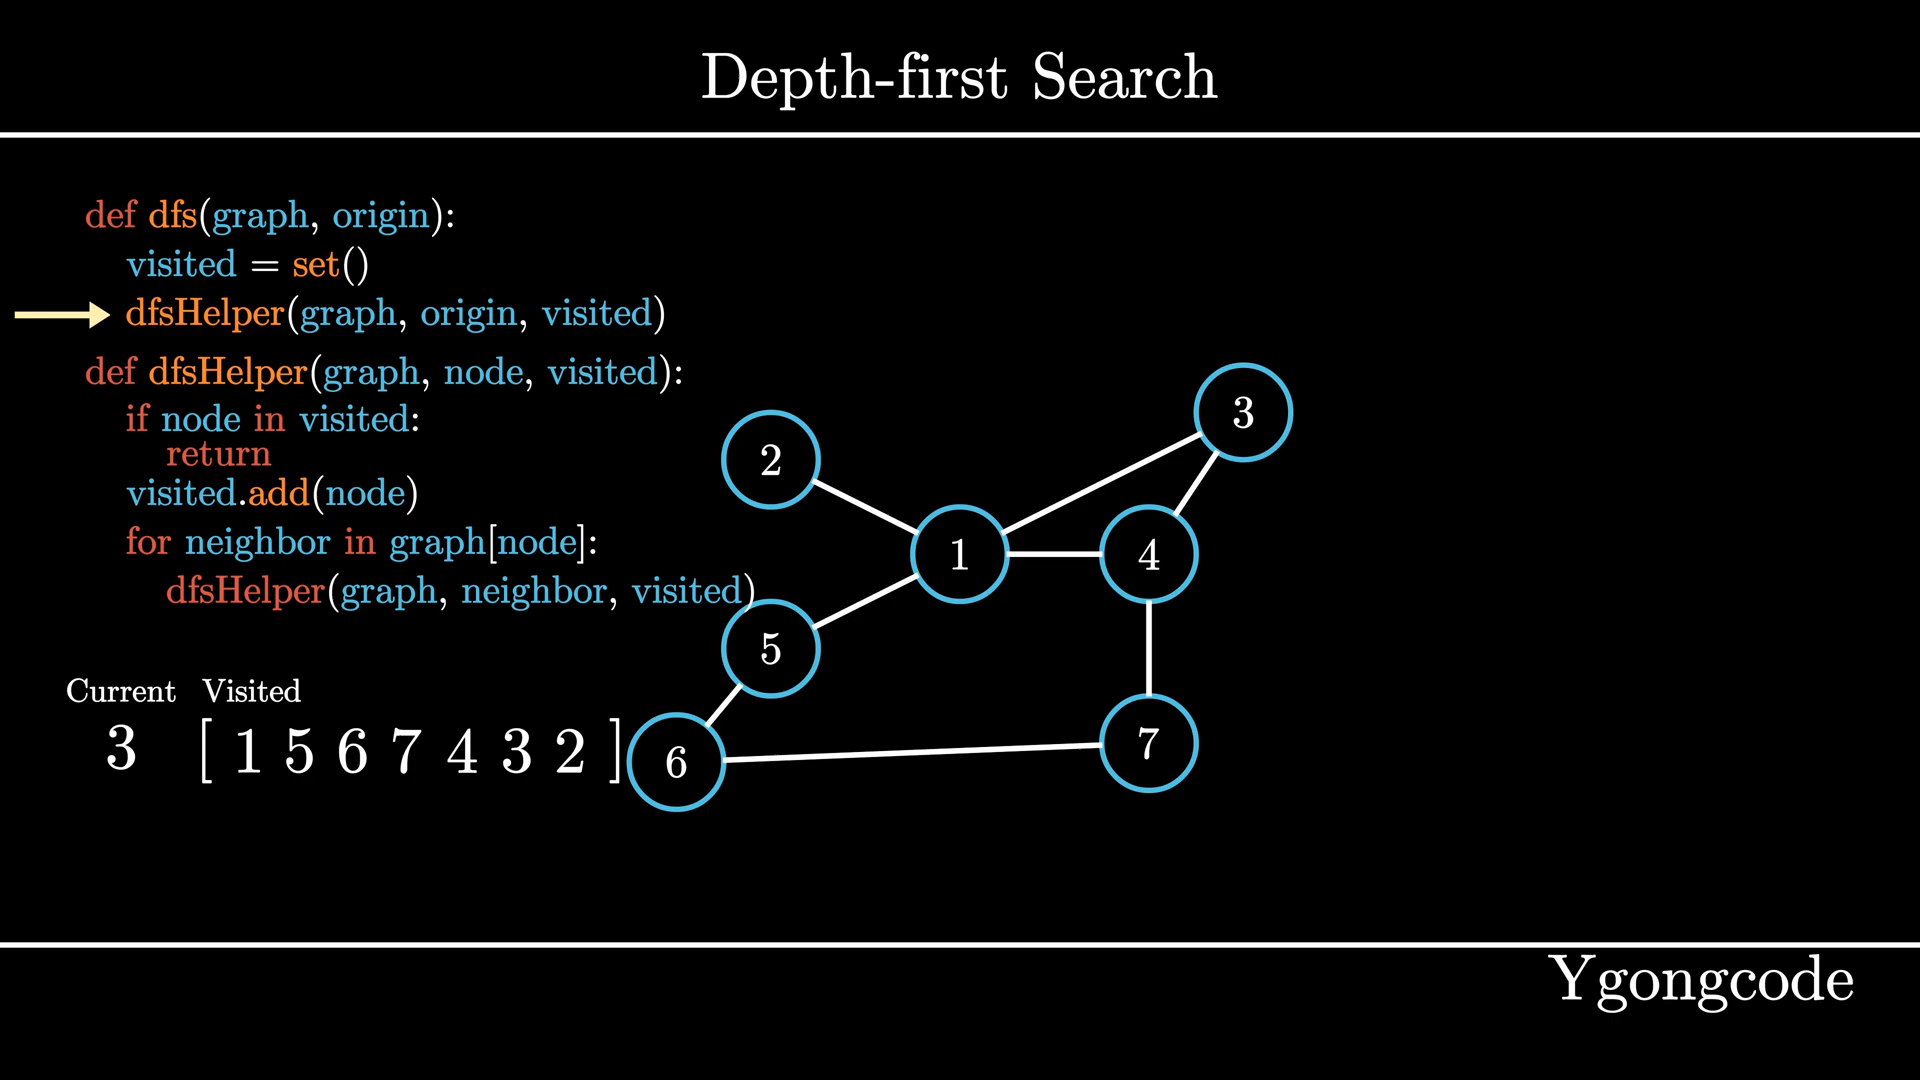 Depth-first Search
def dfs(graph, origin):
visited = set()
dfsHelper(graph, origin, visited)
def dfsHelper(graph, node, visited):
if node in visited:
return
visited.add(node)
for neighbor in graph[node]:
dfsHelper(graph, neighbor, visited)
3
2
1
4
5
Current Visited
3 [ 1 5 6 7 4 3 2 ]
6
7
Ygongcode